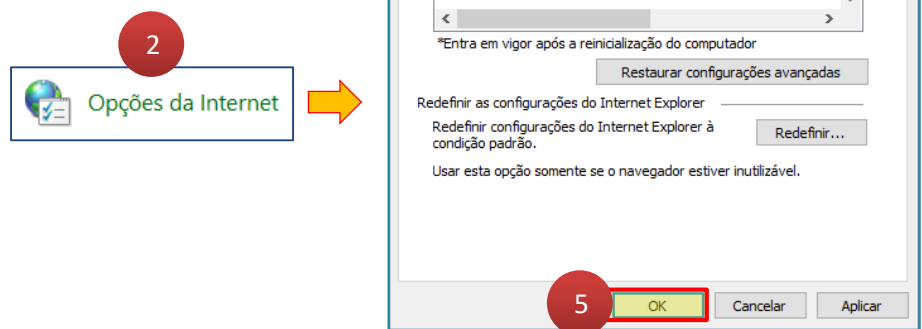 2
Opções da Internet
*Entra em vigor após a reinicialização do computador
Restaurar configurações avançadas
Redefinir as configurações do Internet Explorer
Redefinir configurações do Internet Explorer à
condição padrão.
Redefinir...
Usar esta opção somente se o navegador estiver inutilizável.
5
OK
Cancelar
Aplicar